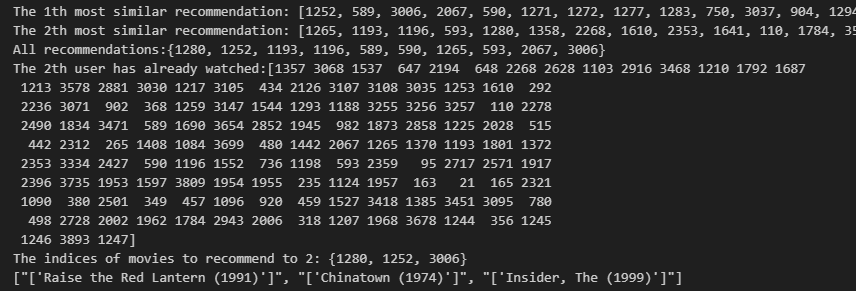 The 1th most similar recommendation: [1252, 589, 3006, 2067, 590, 1271, 1272, 1277, 1283, 750, 3037, 904, 1294
The 2th most similar recommendation: [1265, 1193, 1196, 593, 1280, 1358, 2268, 1610, 2353, 1641, 110, 1784, 35
All recommendations:{1280, 1252, 1193, 1196, 589, 590, 1265, 593, 2067, 3006}
The 2th user has already watched:[1357 3068 1537 647 2194 648 2268 2628 1103 2916 3468 1210 1792 1687
1213 3578 2881 3030 1217 3105 434 2126 3107 3108 3035 1253 1610 292
2236 3071 902 368 1259 3147 1544 1293 1188 3255 3256 3257 110 2278
2490 1834 3471 589 1690 3654 2852 1945 982 1873 2858 1225 2028 515
442 2312 265 1408 1084 3699 480 1442 2067 1265 1370 1193 1801 1372
2353 3334 2427 590 1196 1552 736 1198 593 2359 95 2717 2571 1917
2396 3735 1953 1597 3809 1954 1955 235 1124 1957 163 21 165 2321
1090 380 2501 349 457 1096 920 459 1527 3418 1385 3451 3095 780
498 2728 2002 1962 1784 2943 2006 318 1207 1968 3678 1244 356 1245
1246 3893 1247]
The indices of movies to recommend to 2: {1280, 1252, 3006}
["['Raise the Red Lantern (1991)']", "['Chinatown (1974)']", "['Insider, The (1999)']"]